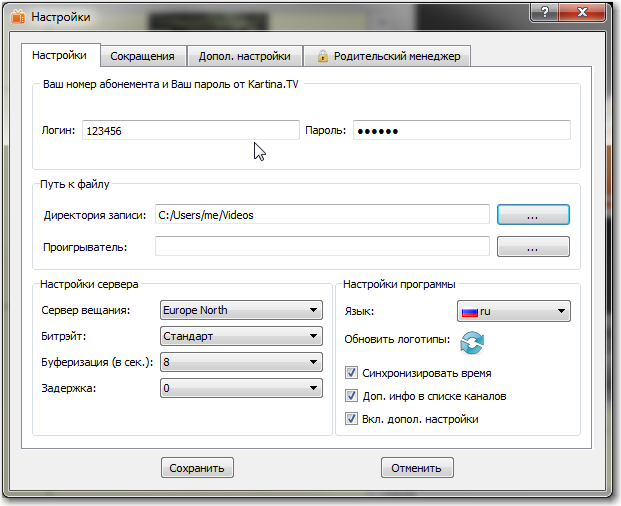 Настройки
?
Настройки Сокращения Допол. настройки Родительский менеджер
Ваш номер абонемента и Ваш пароль от Kartina.TV
Логин: 123456 Пароль: ••••••
Путь к файлу
Директория записи: C:/Users/me/Videos ...
Проигрыватель: ...
Настройки сервера Настройки программы
Сервер вещания: Europe North Язык: ru
Битрэйт: Стандарт Обновить логотипы:
Буферизация (в сек.): 8 Синхронизировать время
Задержка: 0 Доп. инфо в списке каналов
Вкл. допол. настройки
Сохранить Отменить